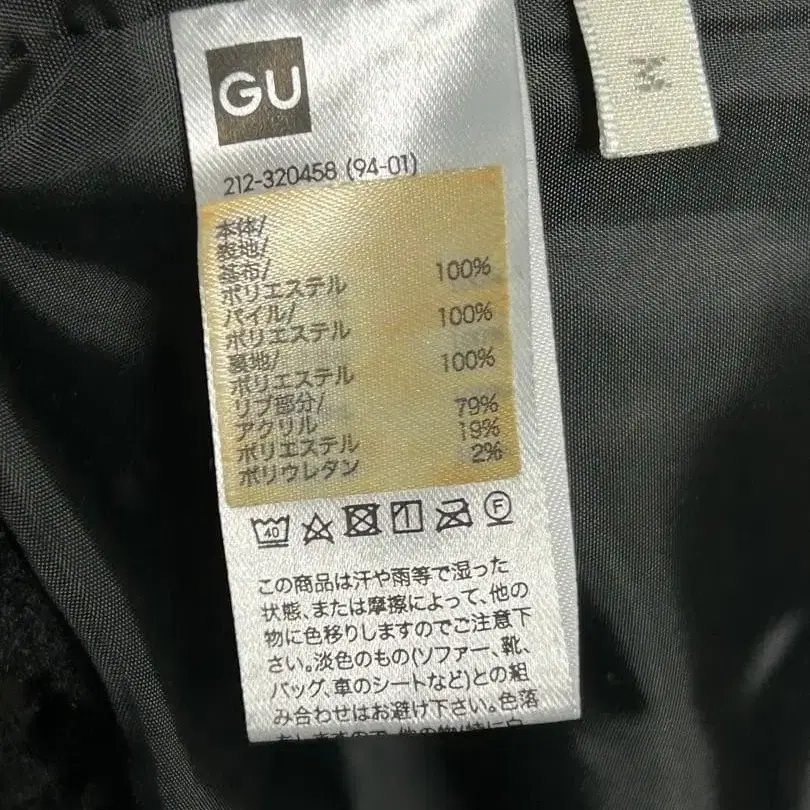 GU
M
212-320458 (94-01)
本体/
表地/
基布/
ポリエステル 100%
パイル/
ポリエステル 100%
裏地/
ポリエステル 100%
リブ部分/
アクリル 79%
ポリエステル 19%
ポリウレタン 2%
40
F
この商品は汗や雨等で湿った
状態、または摩擦によって、他の
物に色移りしますのでご注意下
さい。淡色のもの(ソファー、靴、
バッグ、車のシートなど)との組
み合わせはお避け下さい。色落